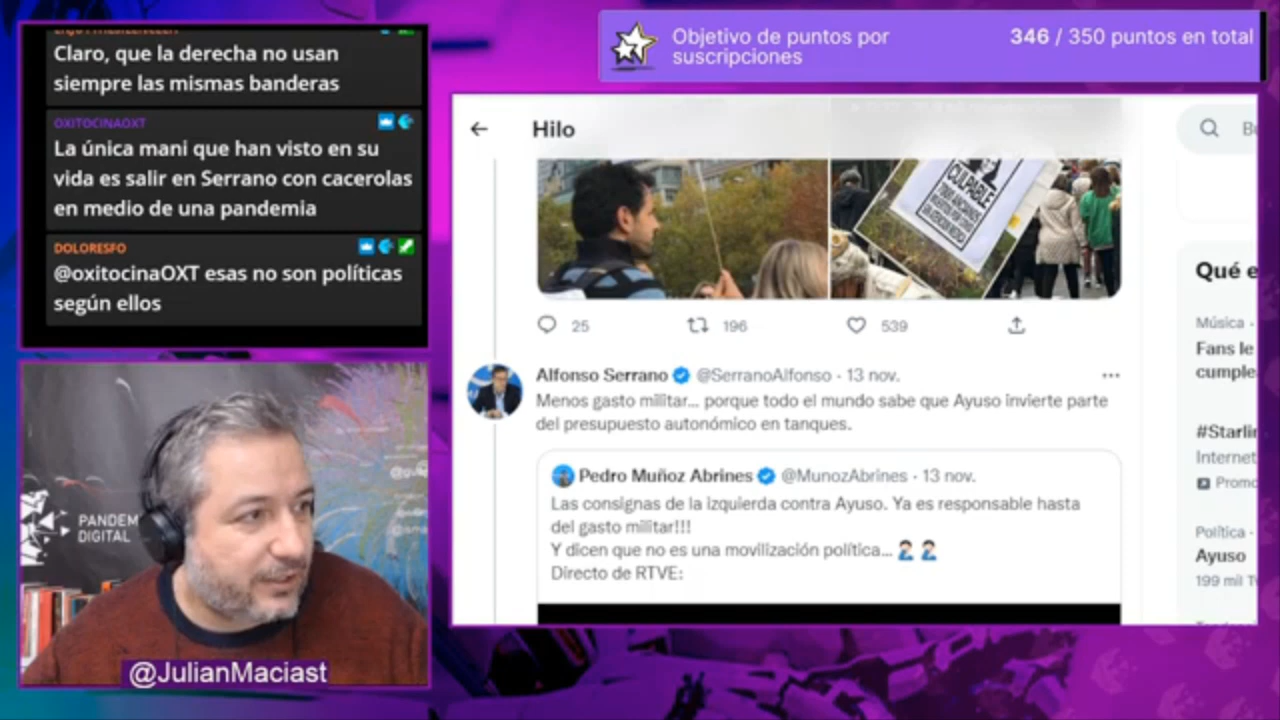 Claro, que la derecha no usan
siempre las mismas banderas
OXITOCINAOXT
La única mani que han visto en su
vida es salir en Serrano con cacerolas
en medio de una pandemia
DOLORESFO
@oxitocinaOXT esas no son políticas
según ellos
PANDEM
DIGITAL
@JulianMaciast
Objetivo de puntos por
suscripciones
346 / 350 puntos en total
Hilo
CULPABLE
25
196
539
Alfonso Serrano @SerranoAlfonso · 13 nov.
Menos gasto militar... porque todo el mundo sabe que Ayuso invierte parte
del presupuesto autonómico en tanques.
Pedro Muñoz Abrines @MunozAbrines · 13 nov.
Las consignas de la izquierda contra Ayuso. Ya es responsable hasta
del gasto militar!!!
Y dicen que no es una movilización política...
Directo de RTVE:
Qué e
Música ·
Fans le
cumple
#Starlin
Internet
Promo
Política ·
Ayuso
199 mil T